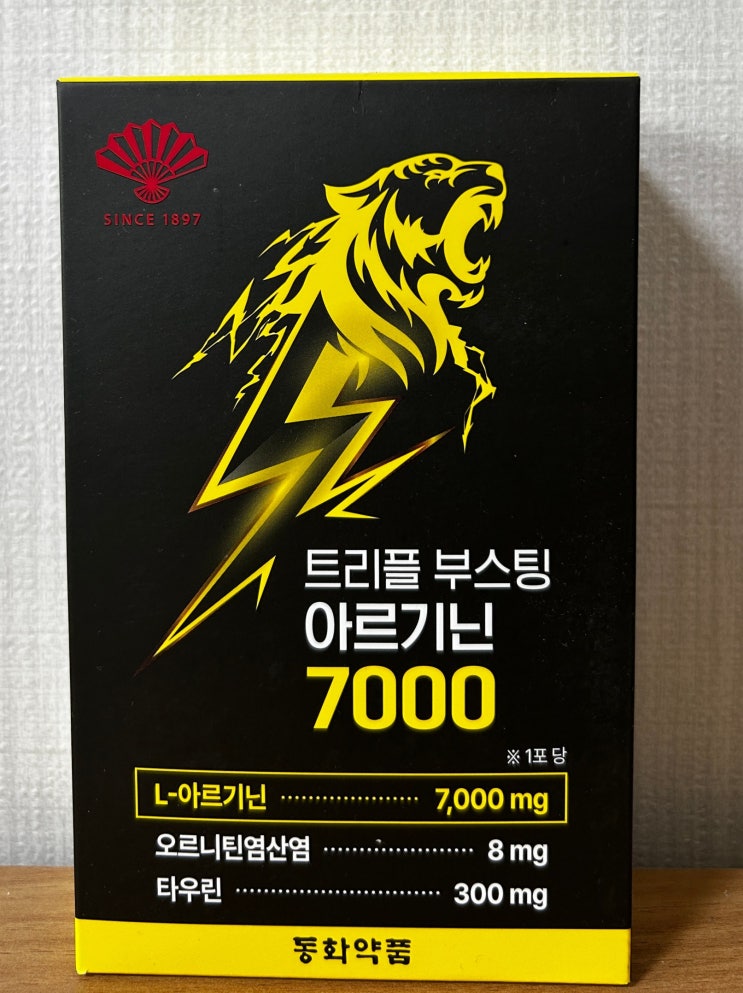 SINCE 1897
트리플 부스팅
아르기닌
7000
※ 1포 당
L-아르기닌 ⋯⋯⋯⋯⋯⋯ 7,000 mg
오르니틴염산염 ⋯⋯⋯⋯⋯⋯ 8 mg
타우린 ⋯⋯⋯⋯⋯⋯ 300 mg
동화약품